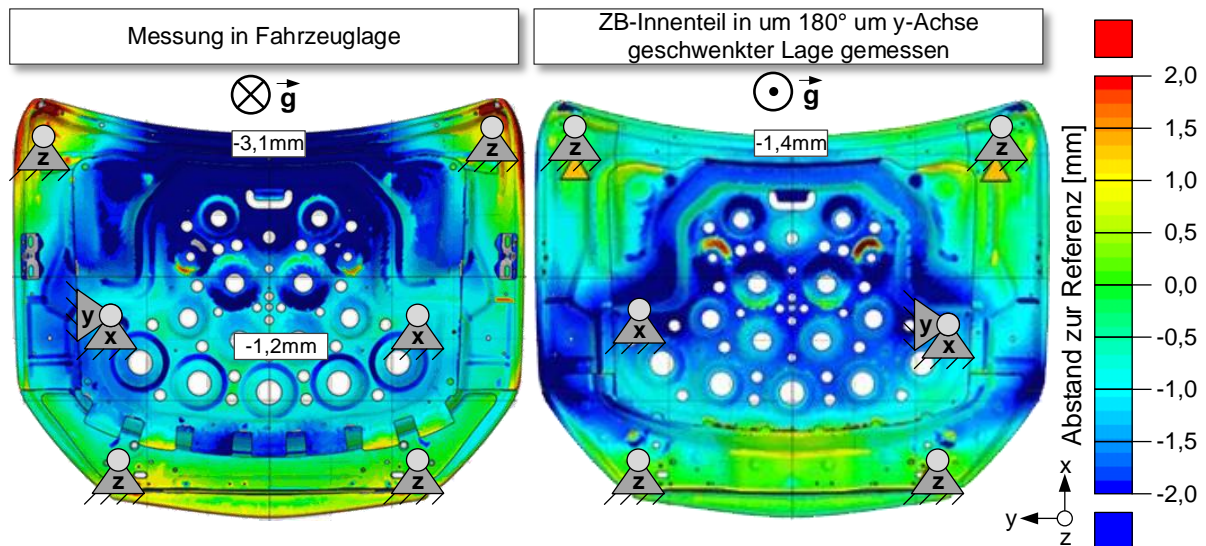 Messung in Fahrzeuglage
ZB-Innenteil in um 180° um y-Achse
geschwenkter Lage gemessen
g
g
-3,1mm
-1,4mm
z
z
z
z
y
x
x
x
y
x
-1,2mm
z
z
z
z
2,0
1,5
1,0
0,5
0,0
-0,5
-1,0
-1,5
-2,0
Abstand zur Referenz [mm]
x
y
z